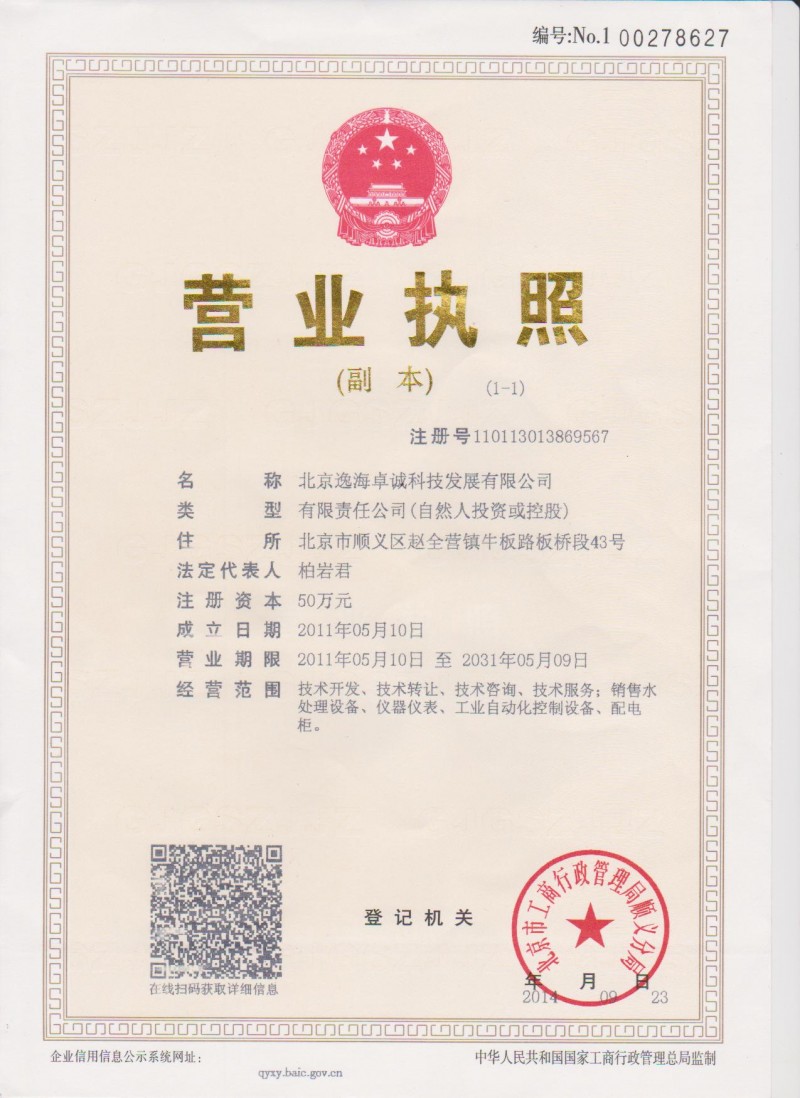 编号:No.1 00278627
营业执照
(副 本) (1-1)
注册号110113013869567
名称 北京逸海卓诚科技发展有限公司
类型 有限责任公司(自然人投资或控股)
住所 北京市顺义区赵全营镇牛板路板桥段43号
法定代表人 柏岩君
注册资本 50万元
成立日期 2011年05月10日
营业期限 2011年05月10日 至 2031年05月09日
经营范围 技术开发、技术转让、技术咨询、技术服务；销售水
处理设备、仪器仪表、工业自动化控制设备、配电
柜。
在线扫码获取详细信息
登记机关
北京市工商行政管理局顺义分局
年 月 日
2014 09 23
企业信用信息公示系统网址：
qyxy.baic.gov.cn
中华人民共和国国家工商行政管理总局监制